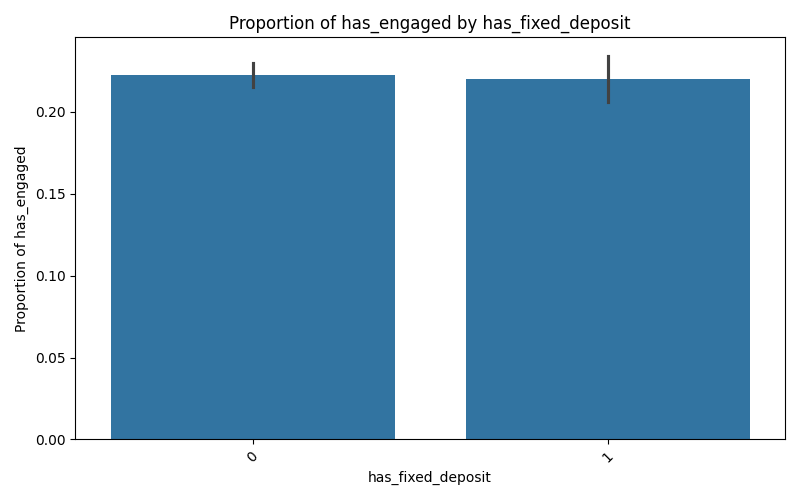 Proportion of has_engaged by has_fixed_deposit
Proportion of has_engaged
0.20
0.15
0.10
0.05
0.00
0
1
has_fixed_deposit